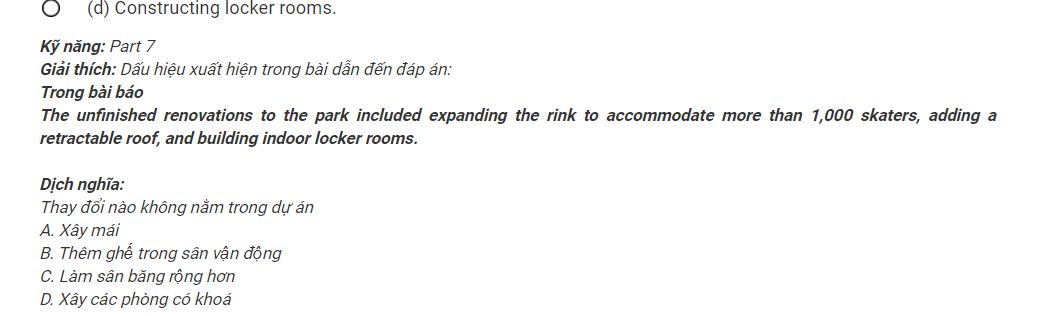 (d) Constructing locker rooms.
Kỹ năng: Part 7
Giải thích: Dấu hiệu xuất hiện trong bài dẫn đến đáp án:
Trong bài báo
The unfinished renovations to the park included expanding the rink to accommodate more than 1,000 skaters, adding a
retractable roof, and building indoor locker rooms.
Dịch nghĩa:
Thay đổi nào không nằm trong dự án
A. Xây mái
B. Thêm ghế trong sân vận động
C. Làm sân băng rộng hơn
D. Xây các phòng có khoá